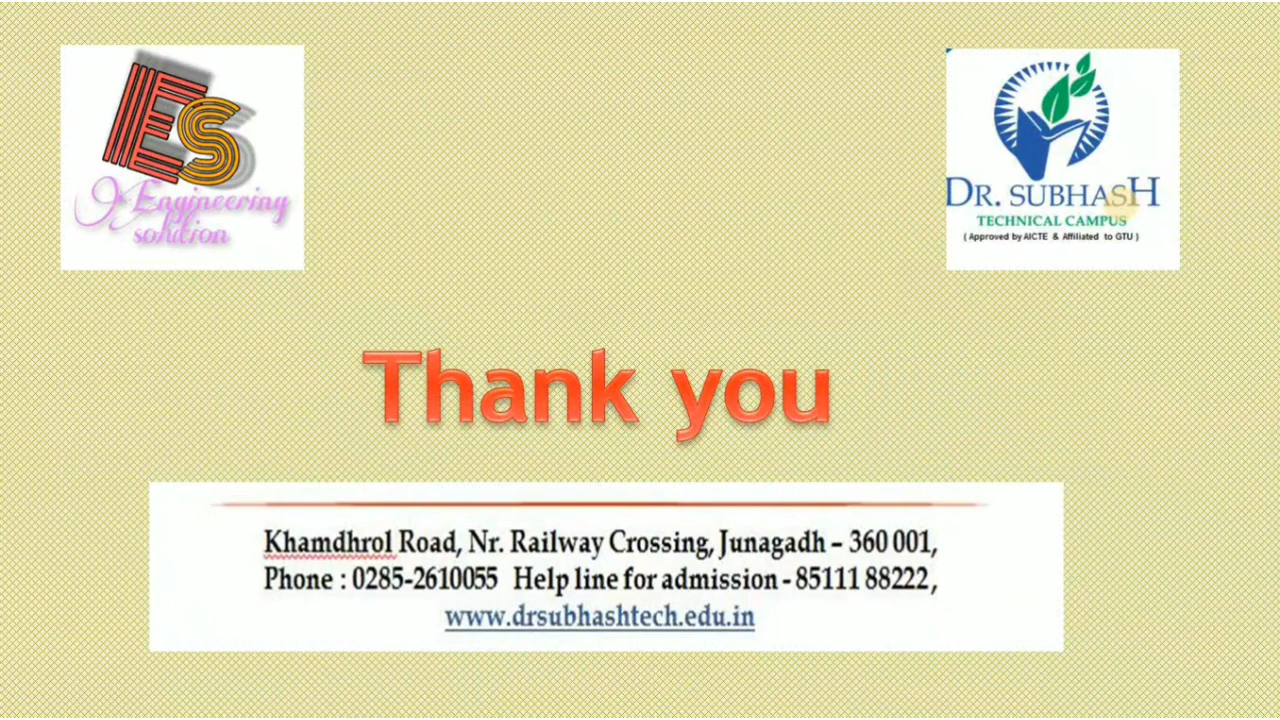 Es
Engineering
solution
DR. SUBHASH
TECHNICAL CAMPUS
( Approved by AICTE & Affiliated to GTU )
Thank you
Khamdhrol Road, Nr. Railway Crossing, Junagadh – 360 001,
Phone : 0285-2610055 Help line for admission - 85111 88222,
www.drsubhashtech.edu.in